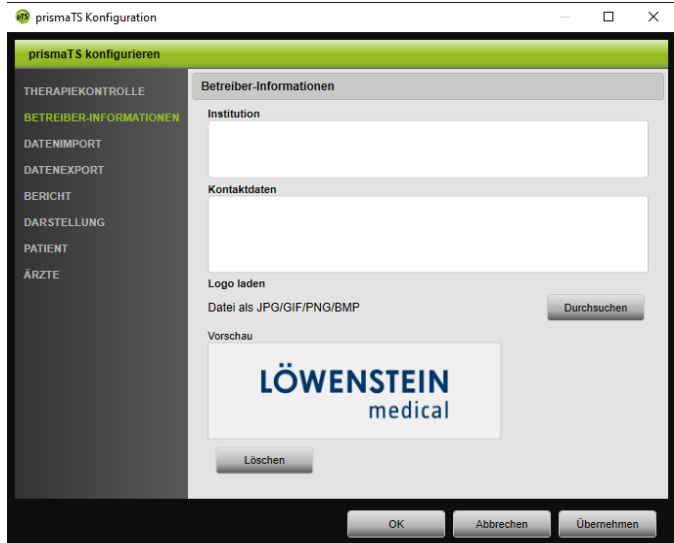 pTS prismaTS Konfiguration
prismaTS konfigurieren
THERAPIEKONTROLLE
BETREIBER-INFORMATIONEN
DATENIMPORT
DATENEXPORT
BERICHT
DARSTELLUNG
PATIENT
ÄRZTE
Betreiber-Informationen
Institution
Kontaktdaten
Logo laden
Datei als JPG/GIF/PNG/BMP
Durchsuchen
Vorschau
LÖWENSTEIN
medical
Löschen
OK
Abbrechen
Übernehmen